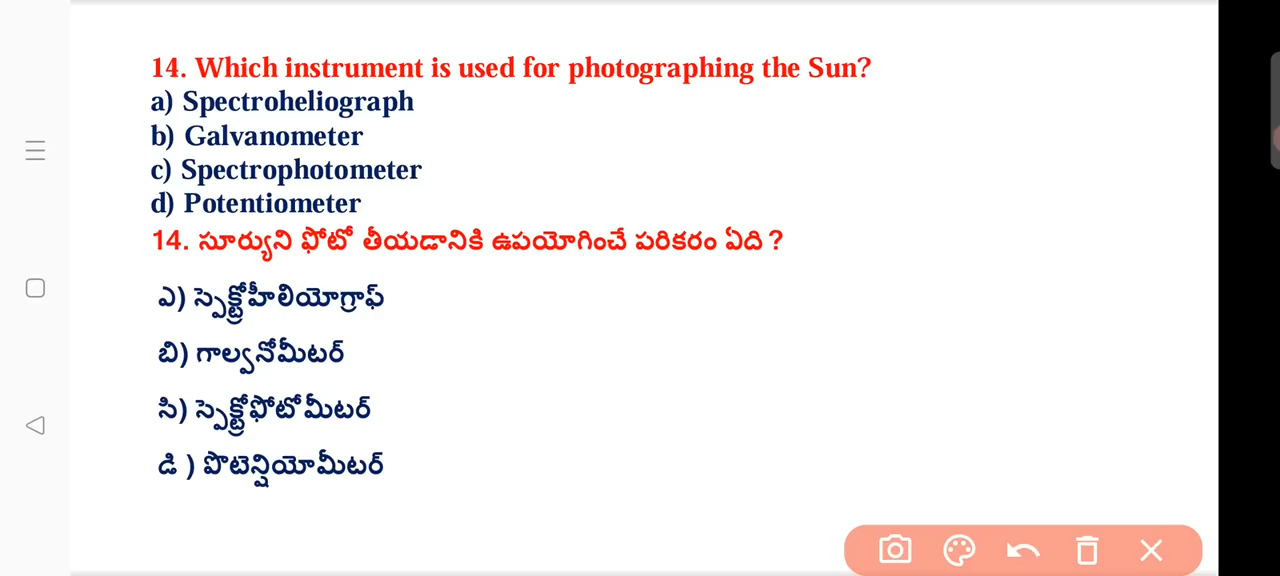 14. Which instrument is used for photographing the Sun?
a) Spectroheliograph
b) Galvanometer
c) Spectrophotometer
d) Potentiometer
14. సూర్యుని ఫోటో తీయడానికి ఉపయోగించే పరికరం ఏది ?
ఎ) స్పెక్ట్రోహీలియోగ్రాఫ్
బి) గాల్వనోమీటర్
సి) స్పెక్ట్రోఫోటోమీటర్
డి ) పొటెన్షియోమీటర్